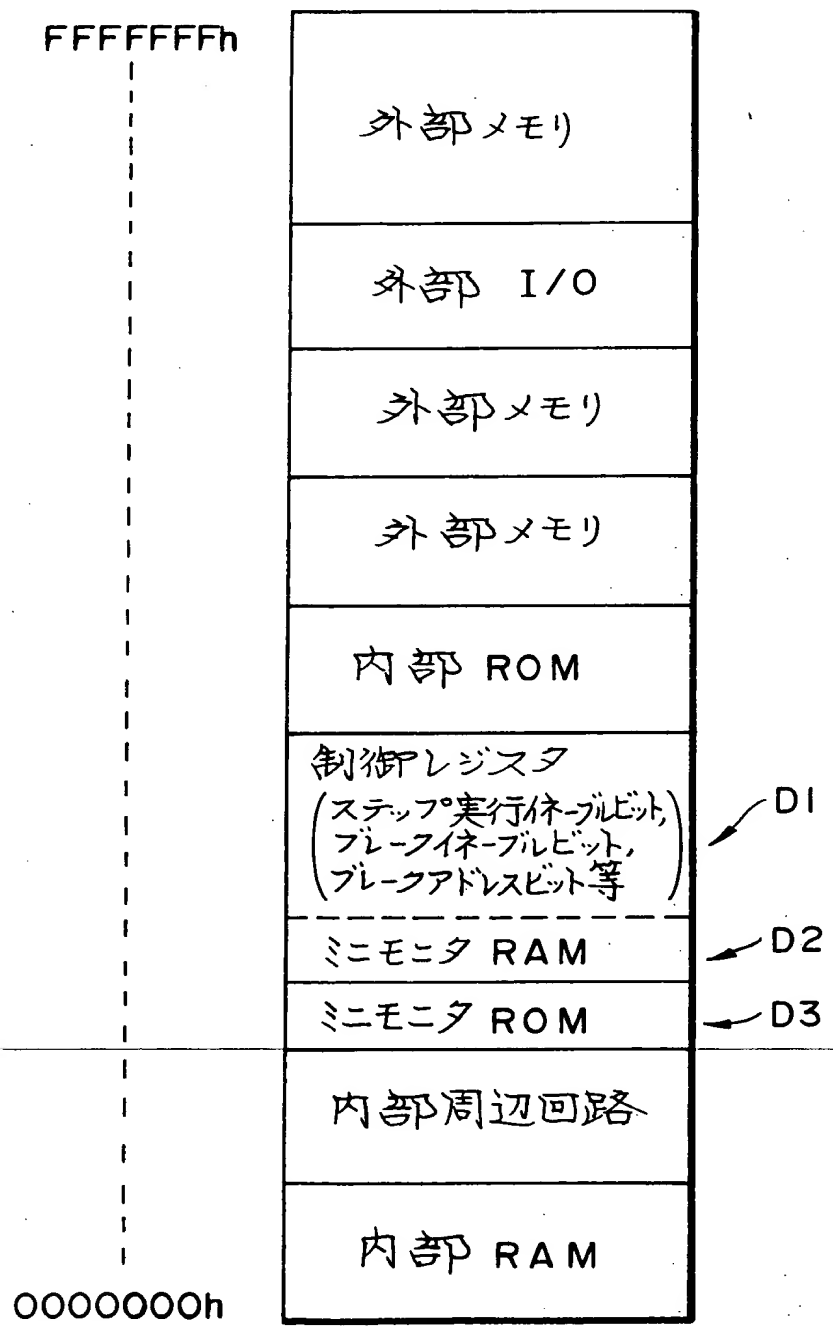 FFFFFFFh
外部メモリ
外部 I/O
外部メモリ
外部メモリ
内部 ROM
制御レジスタ
(ステップ実行イネーブルビット,
ブレークイネーブルビット,
ブレークアドレスビット等)
D1
ミニモニタ RAM
D2
ミニモニタ ROM
D3
内部周辺回路
内部 RAM
0000000h